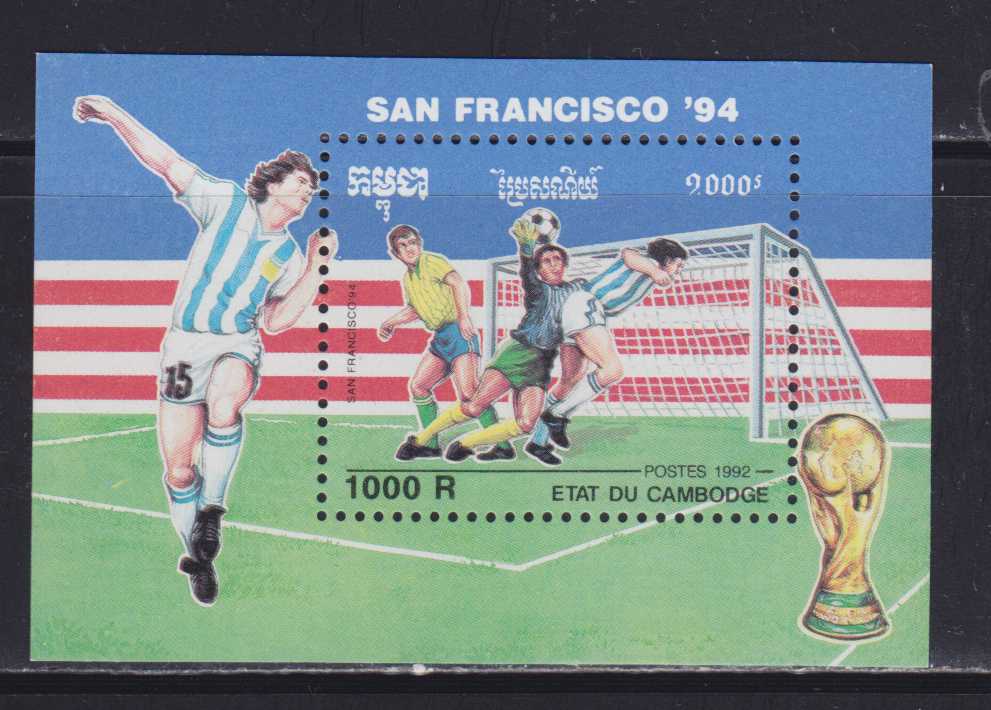 SAN FRANCISCO '94
កម្ពុជា ប្រៃសណីយ៍ ១០០០៛
SAN FRANCISCO'94
15
POSTES 1992
1000 R
ETAT DU CAMBODGE